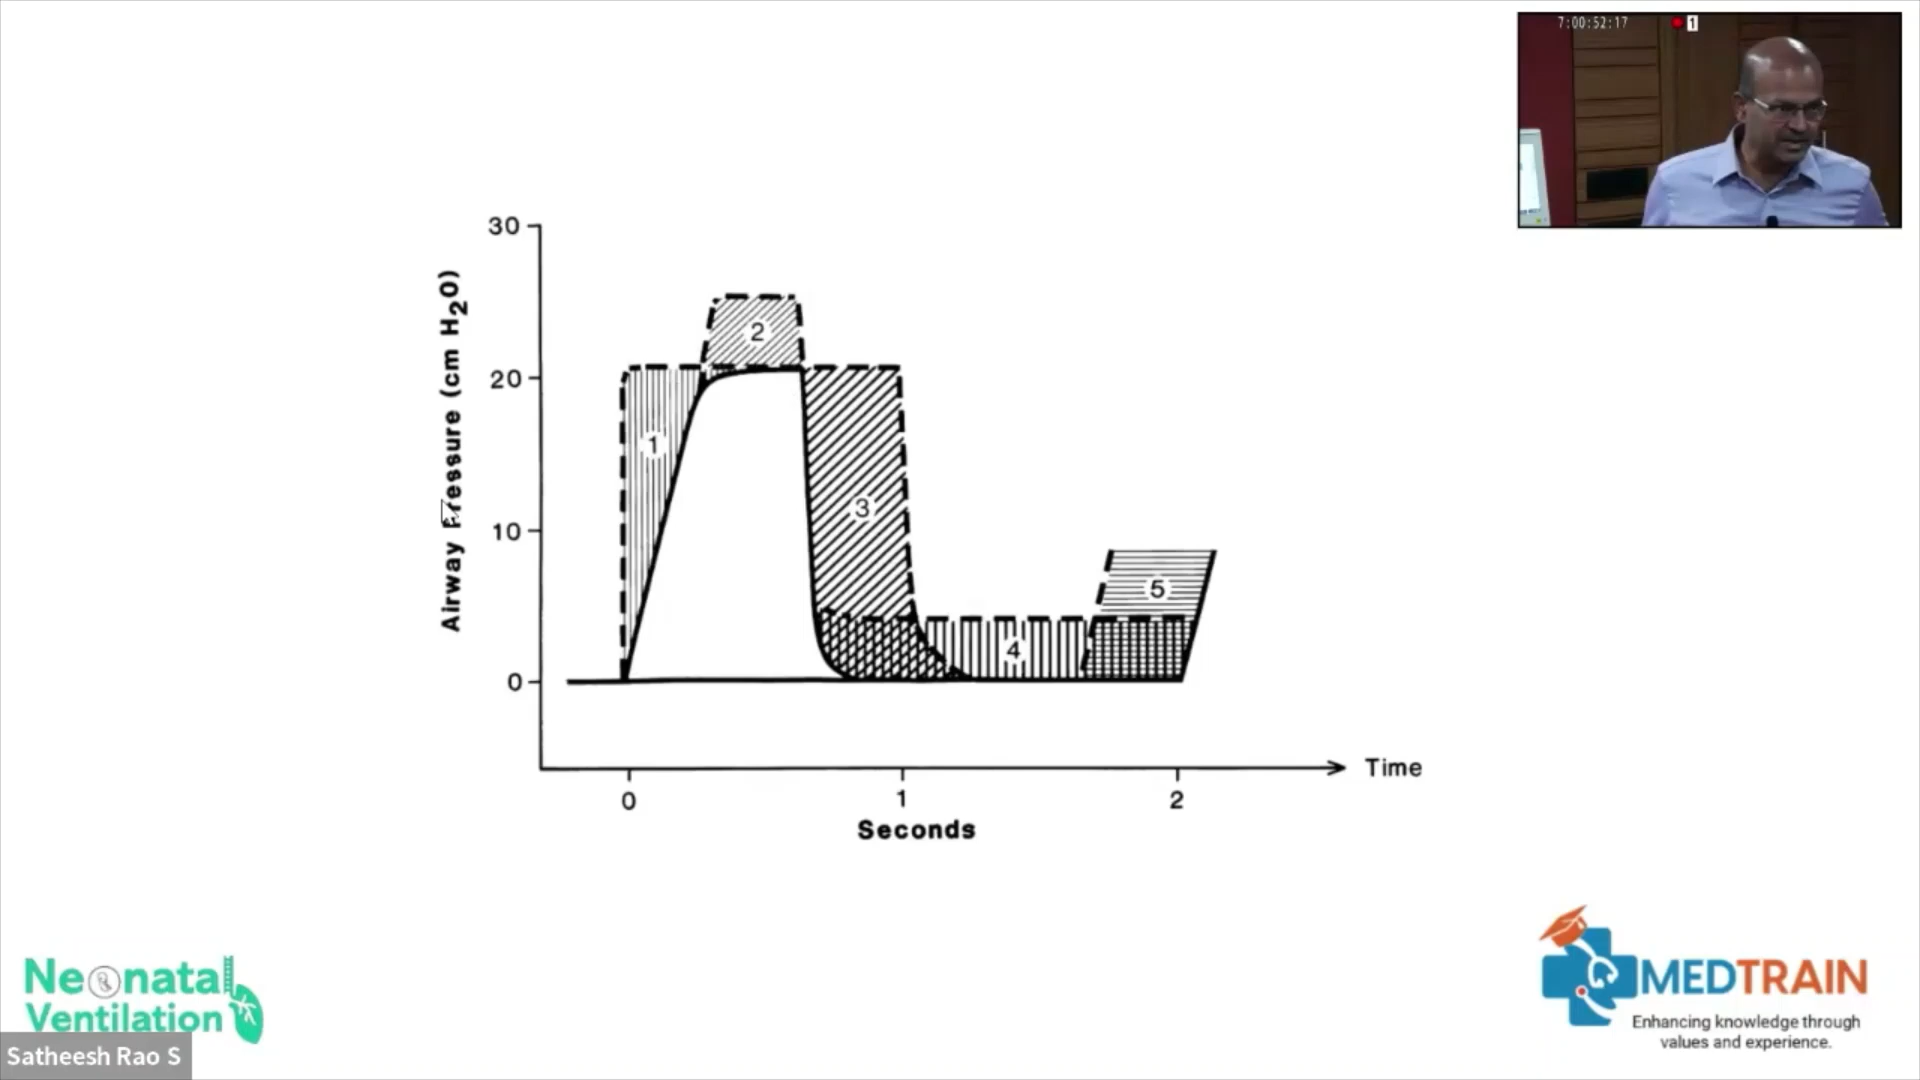 7:00:52:17 1
30
20
10
0
Airway Pressure (cm H2O)
1
2
3
4
5
0 1 2
Time
Seconds
Neonatal
Ventilation
Satheesh Rao S
MEDTRAIN
Enhancing knowledge through
values and experience.